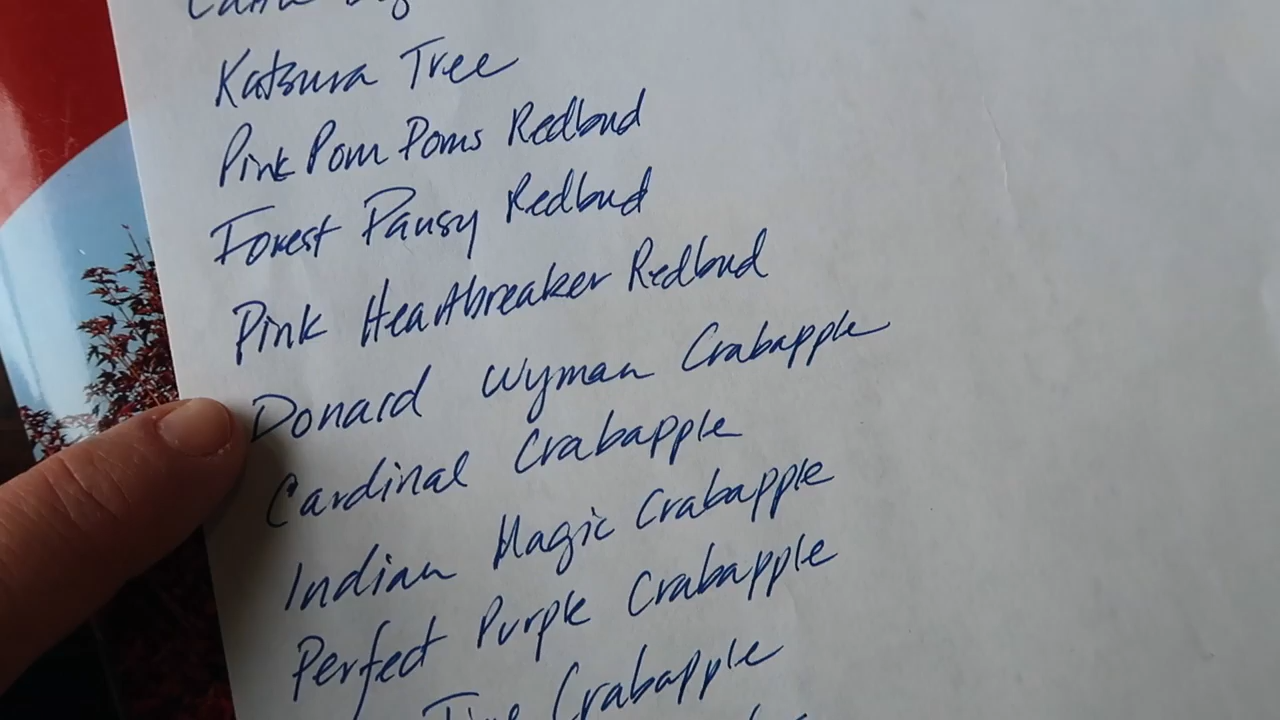 Katsura Tree
Pink Pom Poms Redbud
Forest Pansy Redbud
Pink Heartbreaker Redbud
Donard Wyman Crabapple
Cardinal Crabapple
Indian Magic Crabapple
Perfect Purple Crabapple
Crabapple